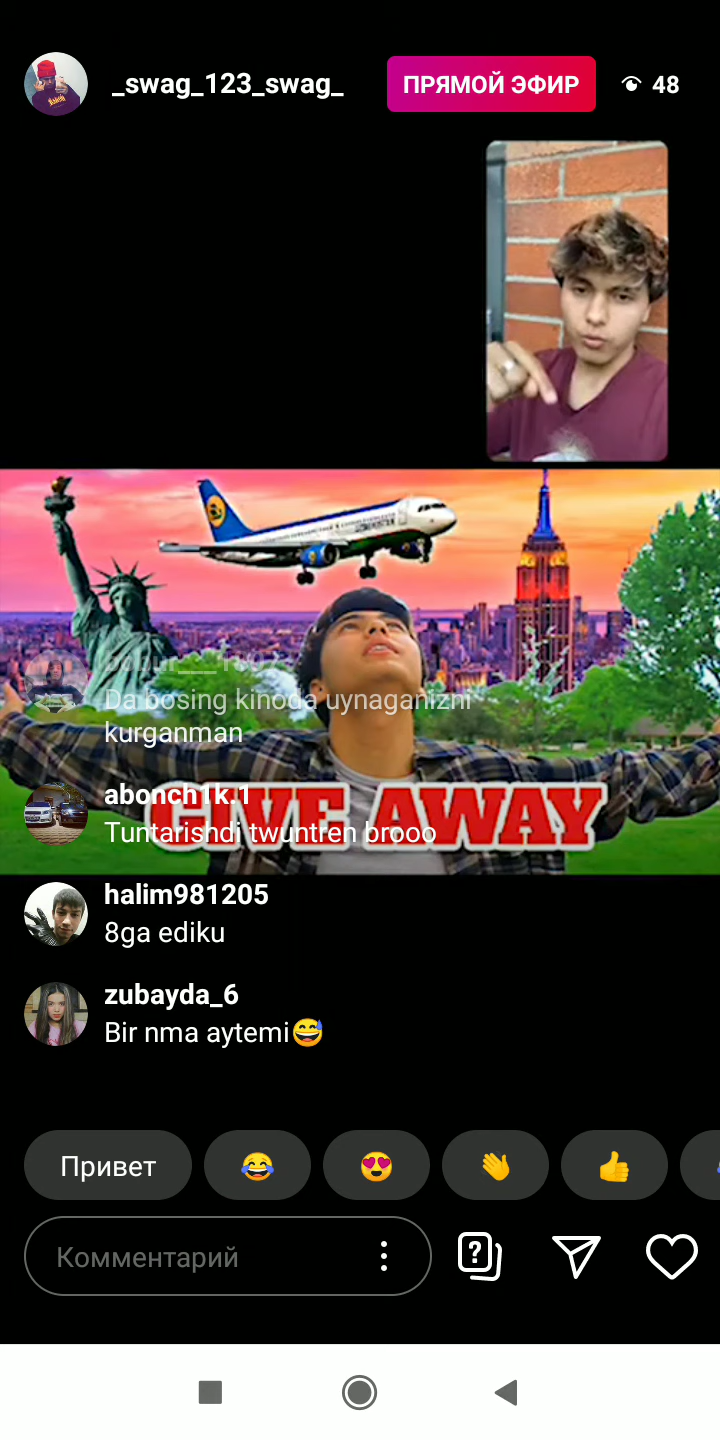 _swag_123_swag_
ПРЯМОЙ ЭФИР
48
Da bosing kinoda uynaganizni
kurganman
GIVE AWAY
abonch1k.1
Tuntarishdi twuntren brooo
halim981205
8ga ediku
zubayda_6
Bir nma aytemi😅
Привет
😂
😍
👋
👍
Комментарий